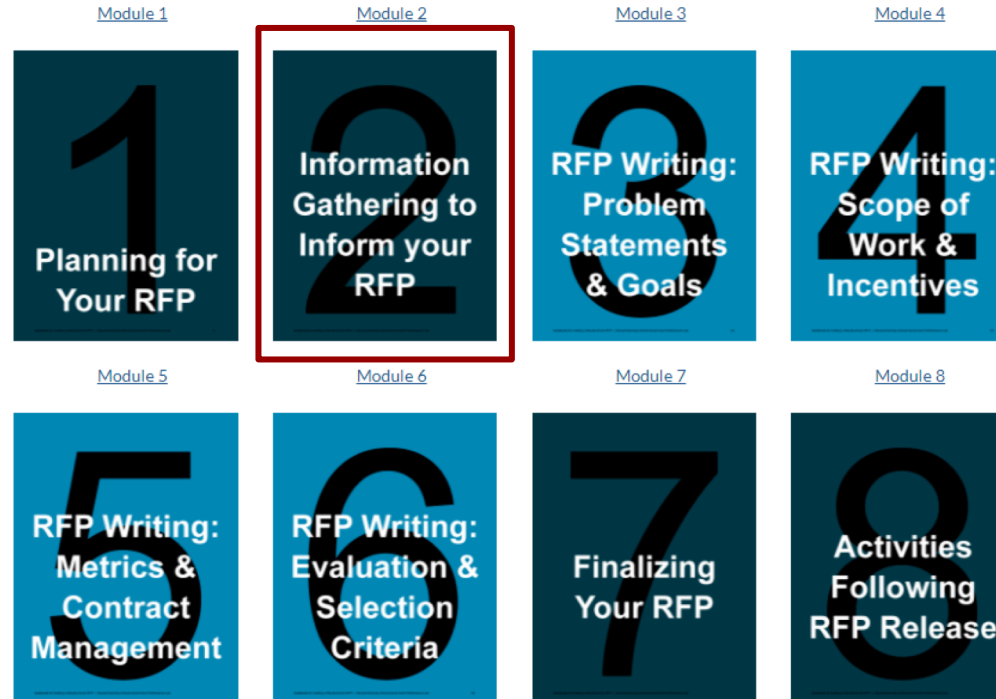 Module 1
Module 2
Module 3
Module 4
1
Planning for
Your RFP
2
Information
Gathering to
Inform your
RFP
3
RFP Writing:
Problem
Statements
& Goals
4
RFP Writing:
Scope of
Work &
Incentives
Module 5
Module 6
Module 7
Module 8
5
RFP Writing:
Metrics &
Contract
Management
6
RFP Writing:
Evaluation &
Selection
Criteria
7
Finalizing
Your RFP
8
Activities
Following
RFP Release